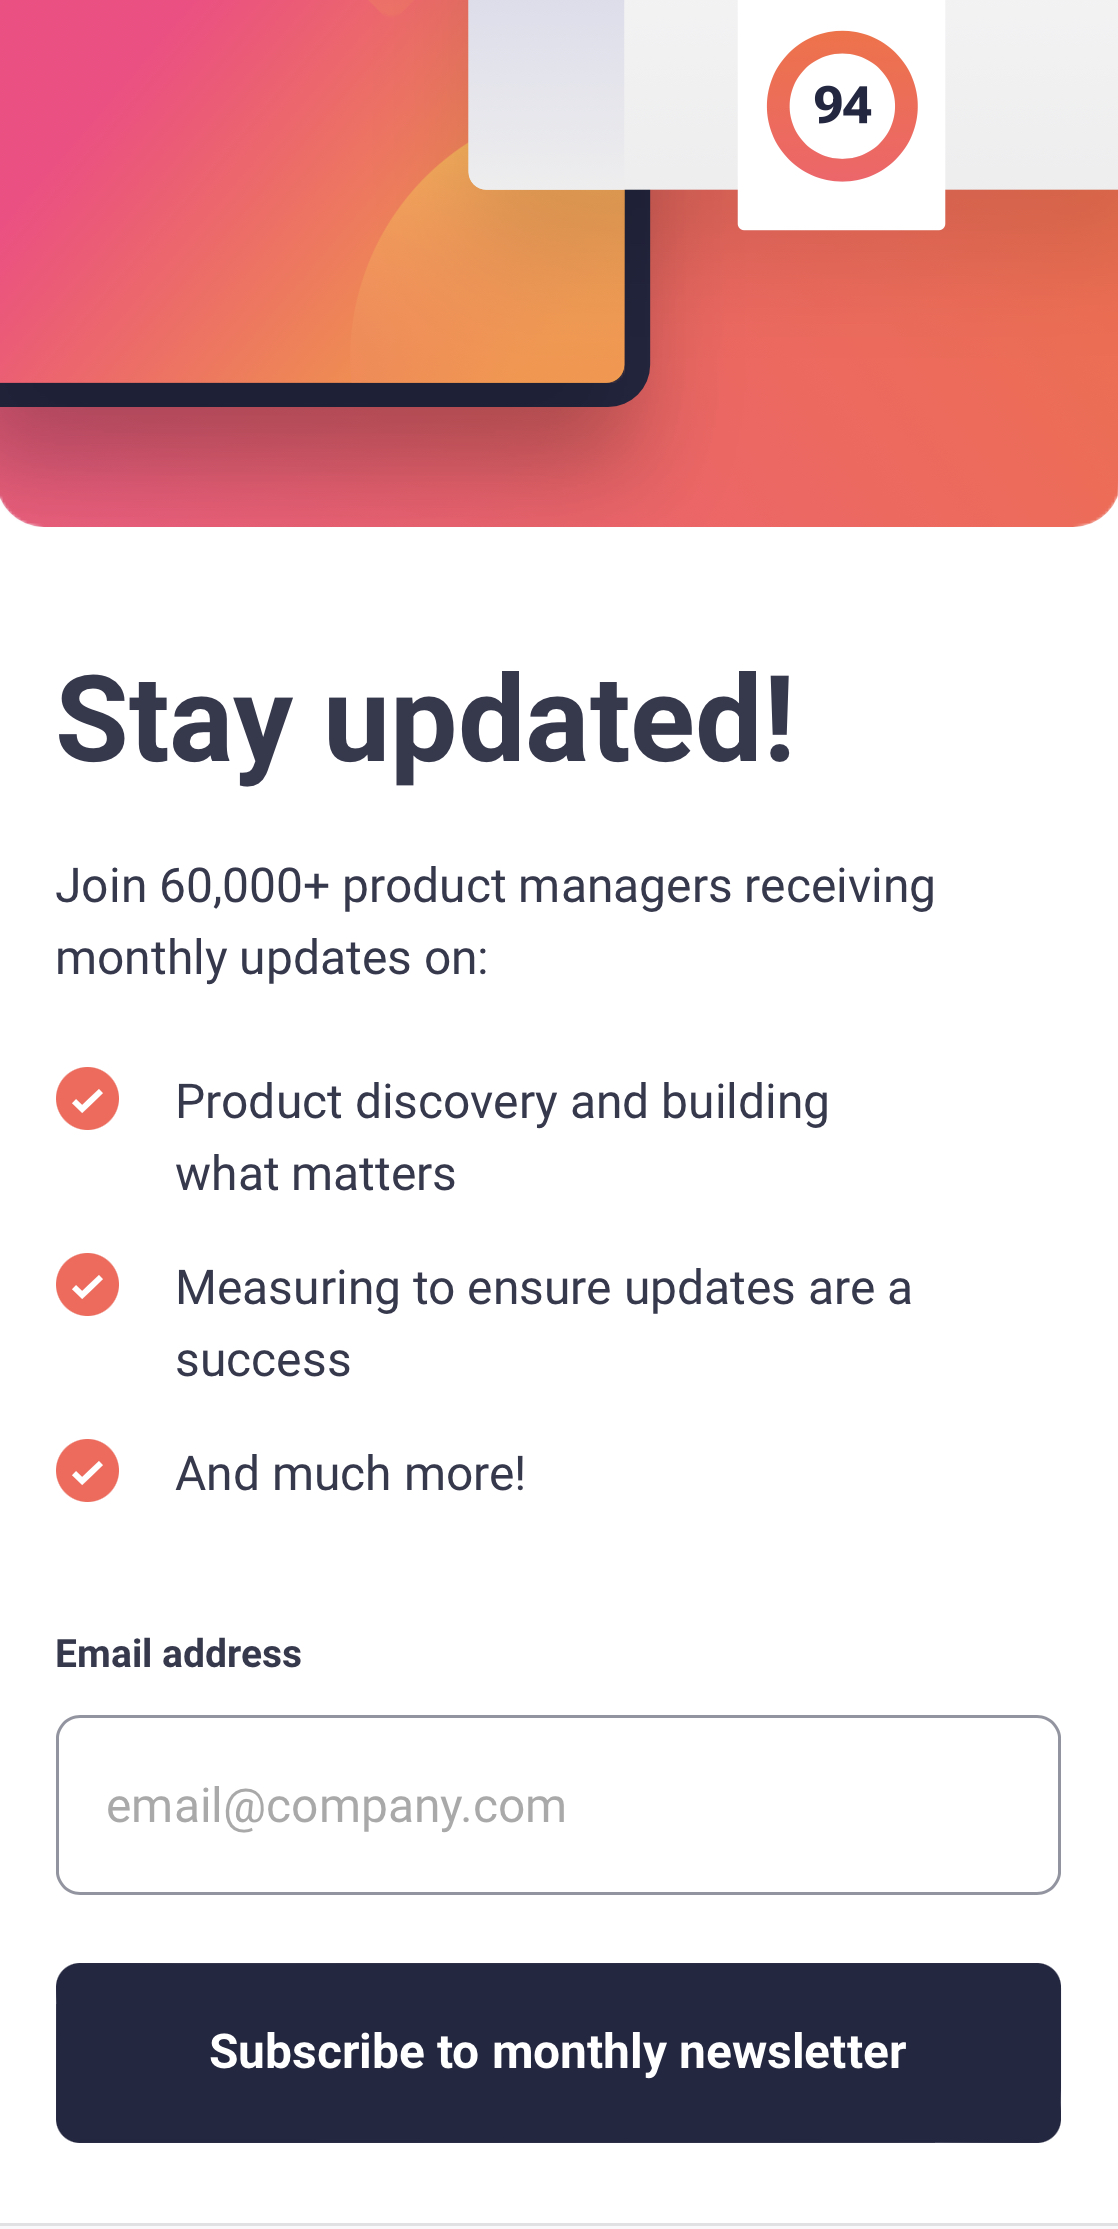 94
Stay updated!
Join 60,000+ product managers receiving
monthly updates on:
Product discovery and building
what matters
Measuring to ensure updates are a
success
And much more!
Email address
email@company.com
Subscribe to monthly newsletter